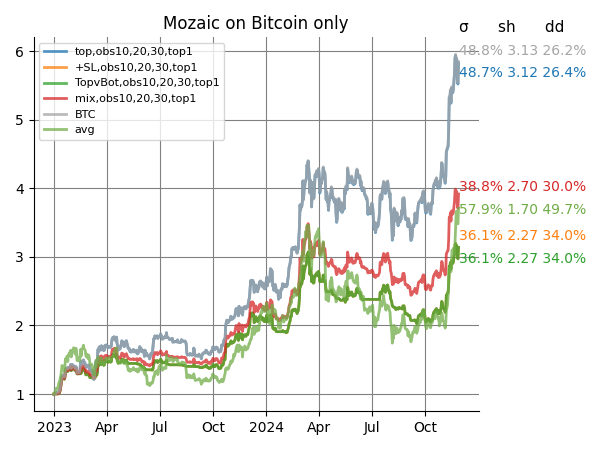 Mozaic on Bitcoin only
σ sh dd
top,obs10,20,30,top1
+SL,obs10,20,30,top1
TopvBot,obs10,20,30,top1
mix,obs10,20,30,top1
BTC
avg
48.8% 3.13 26.2%
48.7% 3.12 26.4%
38.8% 2.70 30.0%
57.9% 1.70 49.7%
36.1% 2.27 34.0%
36.1% 2.27 34.0%
6
5
4
3
2
1
2023 Apr Jul Oct 2024 Apr Jul Oct